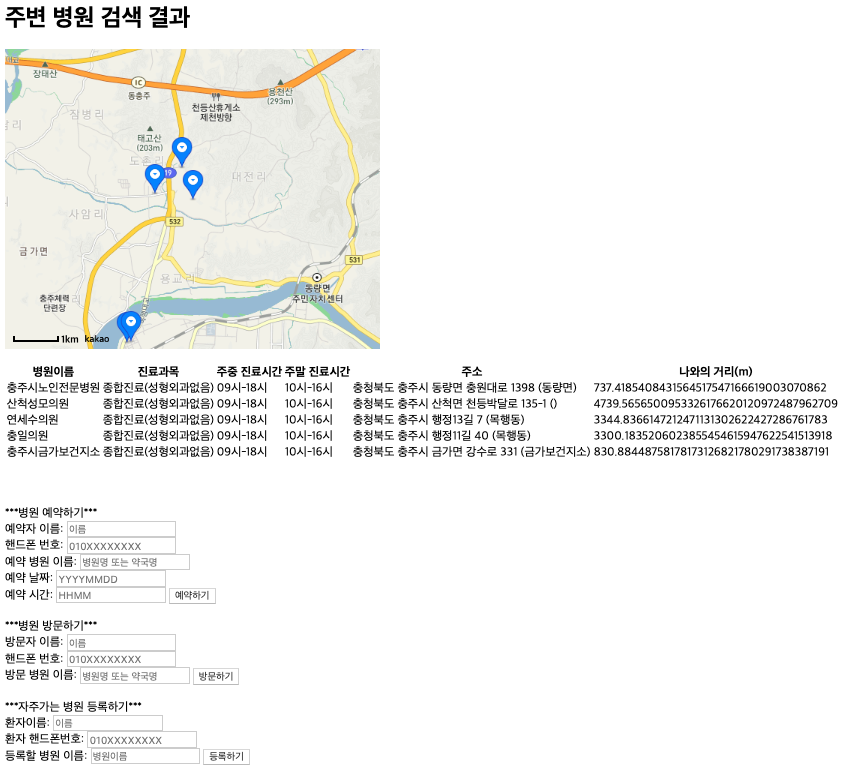 주변 병원 검색 결과
장태산
IC
동충주
용천산
(293m)
천등산휴게소
제천방향
장병리
태고산
(203m)
도촌리
19
대전리
사암리
532
금가면
531
용교리
동량면
주민자치센터
충주체력
단련장
1km kakao
병원이름 진료과목 주중 진료시간 주말 진료시간 주소 나와의 거리(m)
충주시노인전문병원 종합진료(성형외과없음) 09시-18시 10시-16시 충청북도 충주시 동량면 충원대로 1398 (동량면) 737.4185408431564517547166619003070862
산척성모의원 종합진료(성형외과없음) 09시-18시 10시-16시 충청북도 충주시 산척면 천등박달로 135-1 () 4739.56565009533261766201209724879627​09
연세수의원 종합진료(성형외과없음) 09시-18시 10시-16시 충청북도 충주시 행정13길 7 (목행동) 3344.83661472124711313026224272867617​83
충일의원 종합진료(성형외과없음) 09시-18시 10시-16시 충청북도 충주시 행정11길 40 (목행동) 3300.18352060238554546159476225415139​18
충주시금가보건지소 종합진료(성형외과없음) 09시-18시 10시-16시 충청북도 충주시 금가면 강수로 331 (금가보건지소) 830.88448758178173126821780291738387191
***병원 예약하기***
예약자 이름: 이름
핸드폰 번호: 010XXXXXXXX
예약 병원 이름: 병원명 또는 약국명
예약 날짜: YYYYMMDD
예약 시간: HHMM 예약하기
***병원 방문하기***
방문자 이름: 이름
핸드폰 번호: 010XXXXXXXX
방문 병원 이름: 병원명 또는 약국명 방문하기
***자주가는 병원 등록하기***
환자이름: 이름
환자 핸드폰번호: 010XXXXXXXX
등록할 병원 이름: 병원이름 등록하기